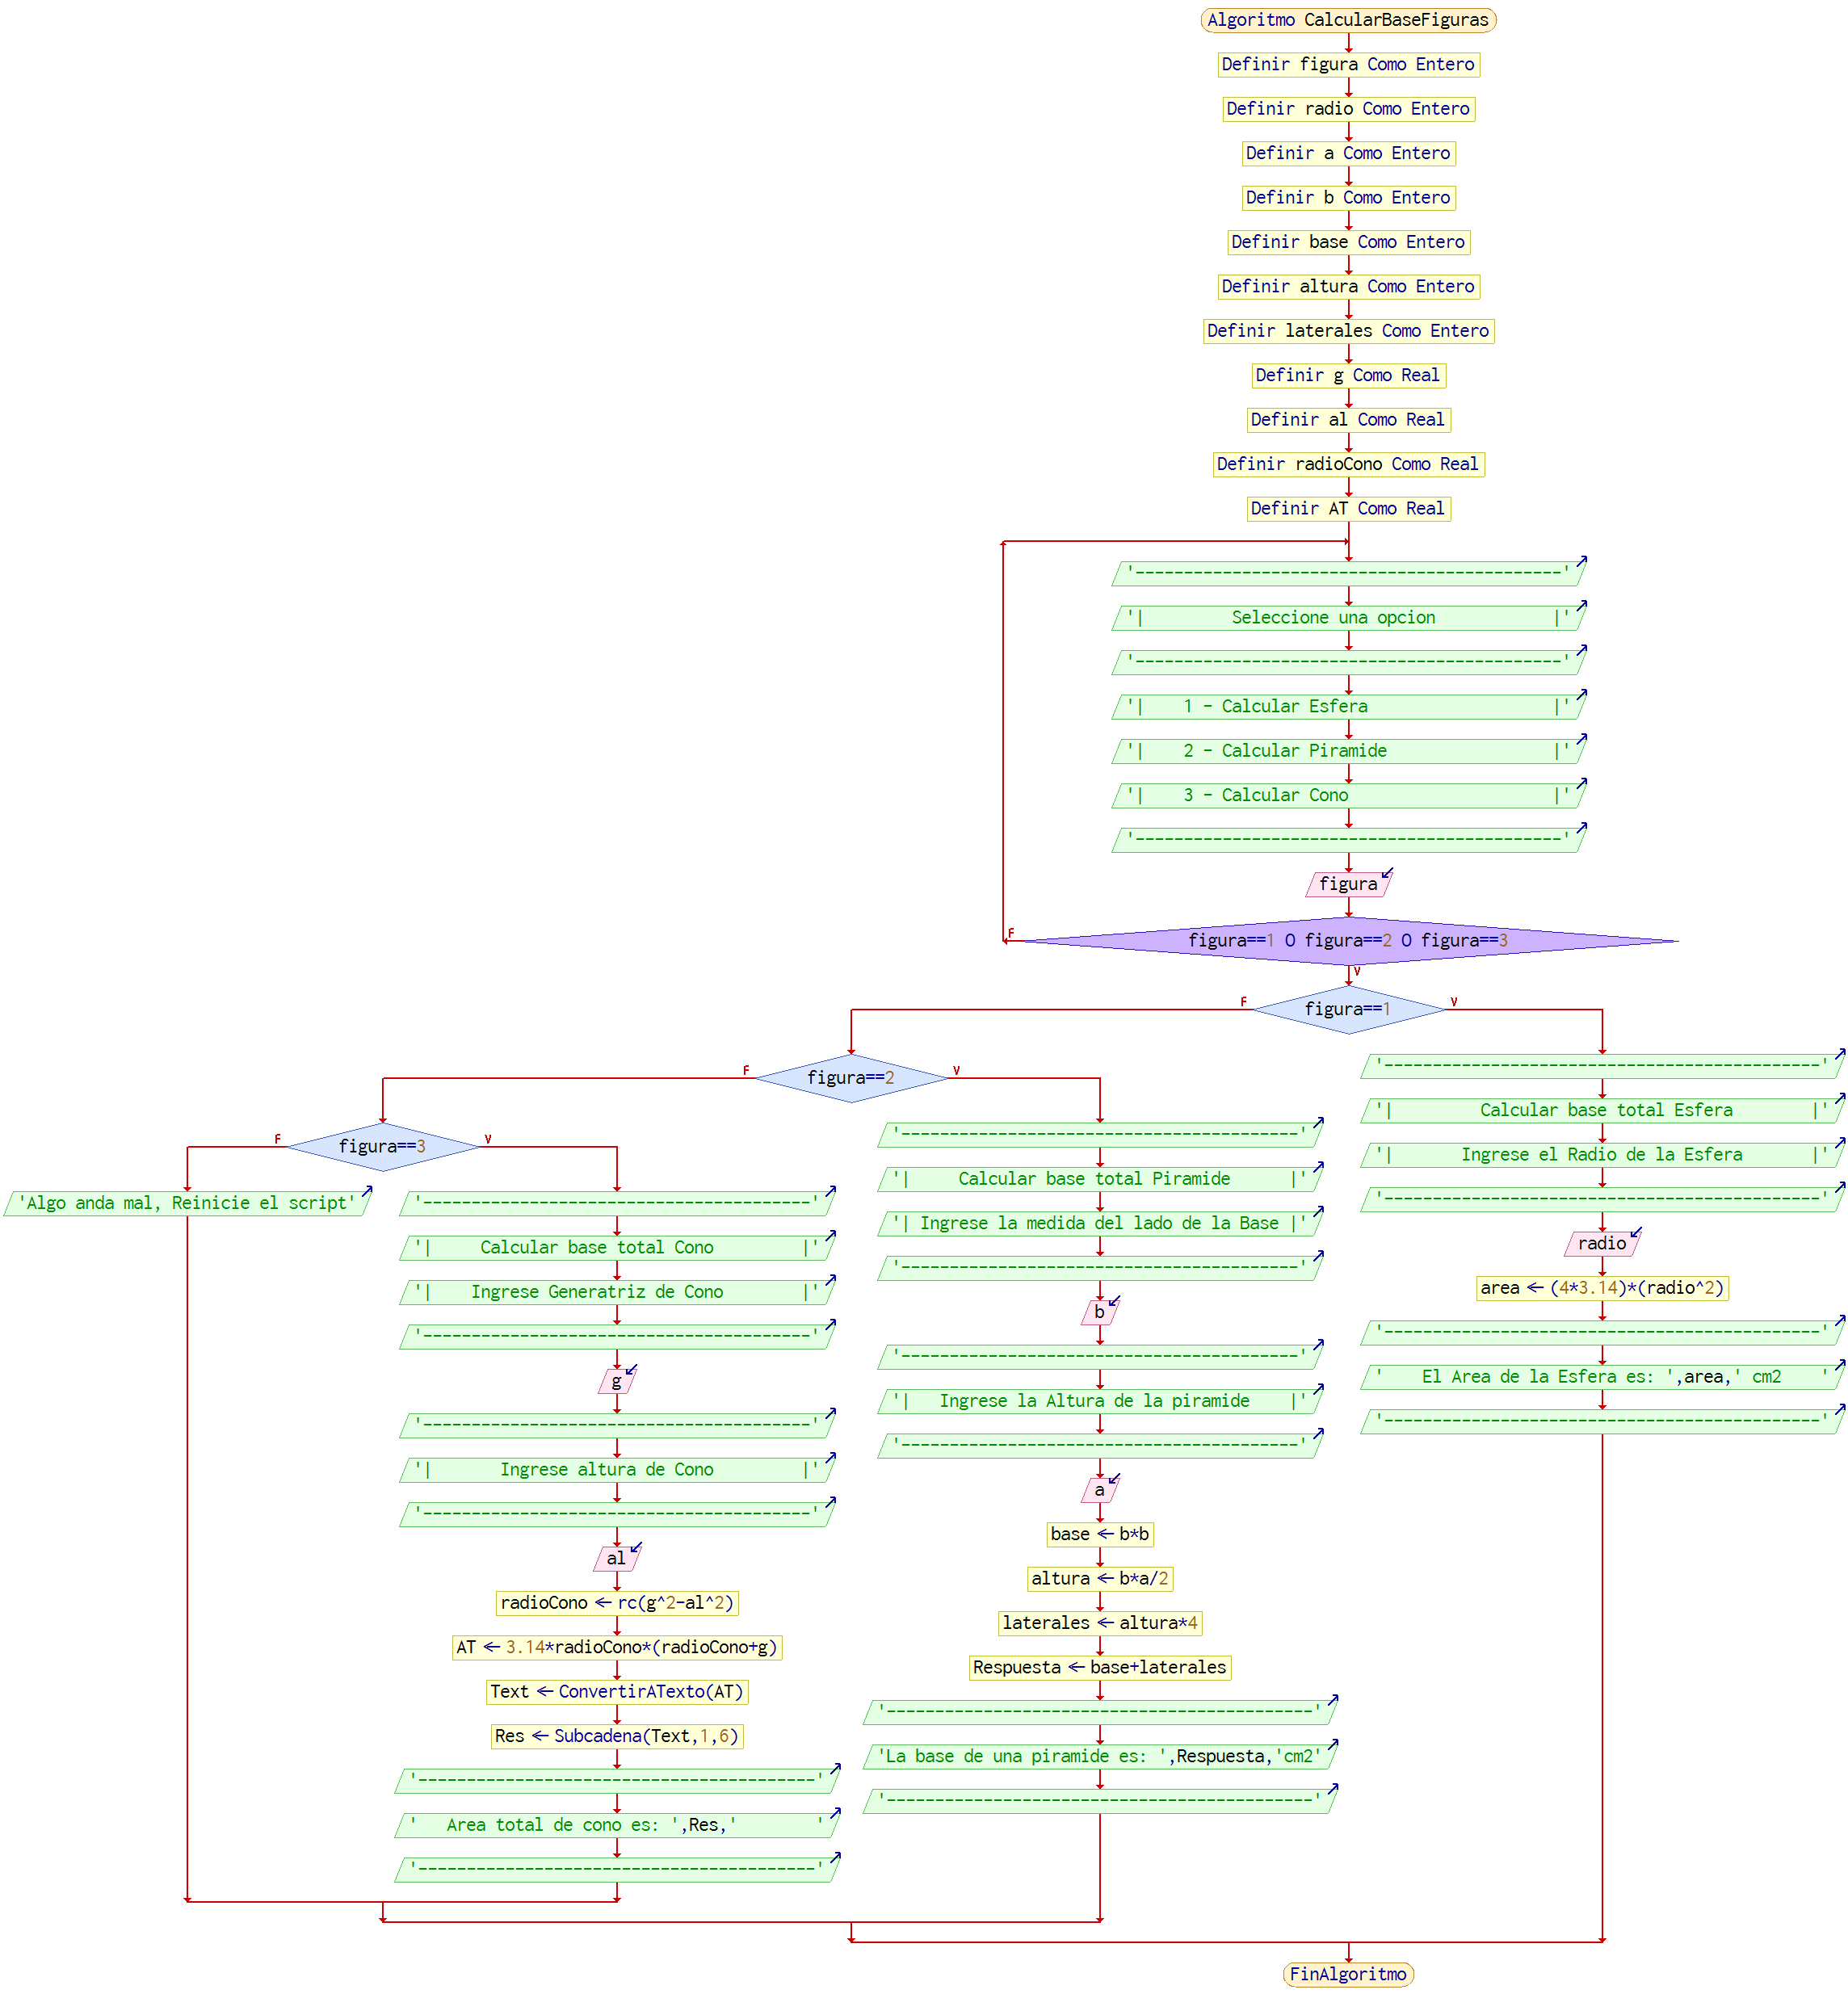 Algoritmo CalcularBaseFiguras
Definir figura Como Entero
Definir radio Como Entero
Definir a Como Entero
Definir b Como Entero
Definir base Como Entero
Definir altura Como Entero
Definir laterales Como Entero
Definir g Como Real
Definir al Como Real
Definir radioCono Como Real
Definir AT Como Real
'--------------------------------------------'
'|         Seleccione una opcion            |'
'--------------------------------------------'
'|    1 - Calcular Esfera                   |'
'|    2 - Calcular Piramide                 |'
'|    3 - Calcular Cono                     |'
'--------------------------------------------'
figura
F
figura==1 O figura==2 O figura==3
V
F
figura==1
V
F
figura==2
V
F
figura==3
V
'Algo anda mal, Reinicie el script'
'----------------------------------------'
'|     Calcular base total Cono         |'
'|    Ingrese Generatriz de Cono        |'
'----------------------------------------'
g
'----------------------------------------'
'|       Ingrese altura de Cono         |'
'----------------------------------------'
al
radioCono ← rc(g^2-al^2)
AT ← 3.14*radioCono*(radioCono+g)
Text ← ConvertirATexto(AT)
Res ← Subcadena(Text,1,6)
'-----------------------------------------'
'   Area total de cono es: ',Res,'        '
'-----------------------------------------'
'-----------------------------------------'
'|     Calcular base total Piramide      |'
'| Ingrese la medida del lado de la Base |'
'-----------------------------------------'
b
'-----------------------------------------'
'|   Ingrese la Altura de la piramide    |'
'-----------------------------------------'
a
base ← b*b
altura ← b*a/2
laterales ← altura*4
Respuesta ← base+laterales
'--------------------------------------------'
'La base de una piramide es: ',Respuesta,'cm2'
'--------------------------------------------'
'---------------------------------------------'
'|         Calcular base total Esfera        |'
'|       Ingrese el Radio de la Esfera       |'
'---------------------------------------------'
radio
area ← (4*3.14)*(radio^2)
'---------------------------------------------'
'    El Area de la Esfera es: ',area,' cm2    '
'---------------------------------------------'
FinAlgoritmo